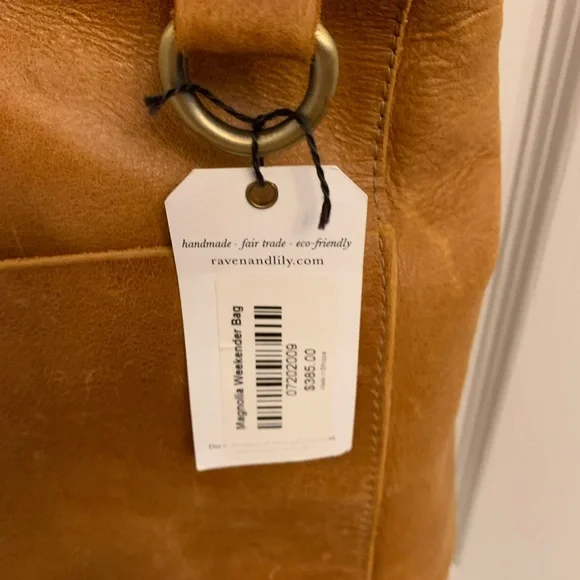 handmade · fair trade · eco-friendly
ravenandlily.com
Magnolia Weekender Bag
07202009
$385.00